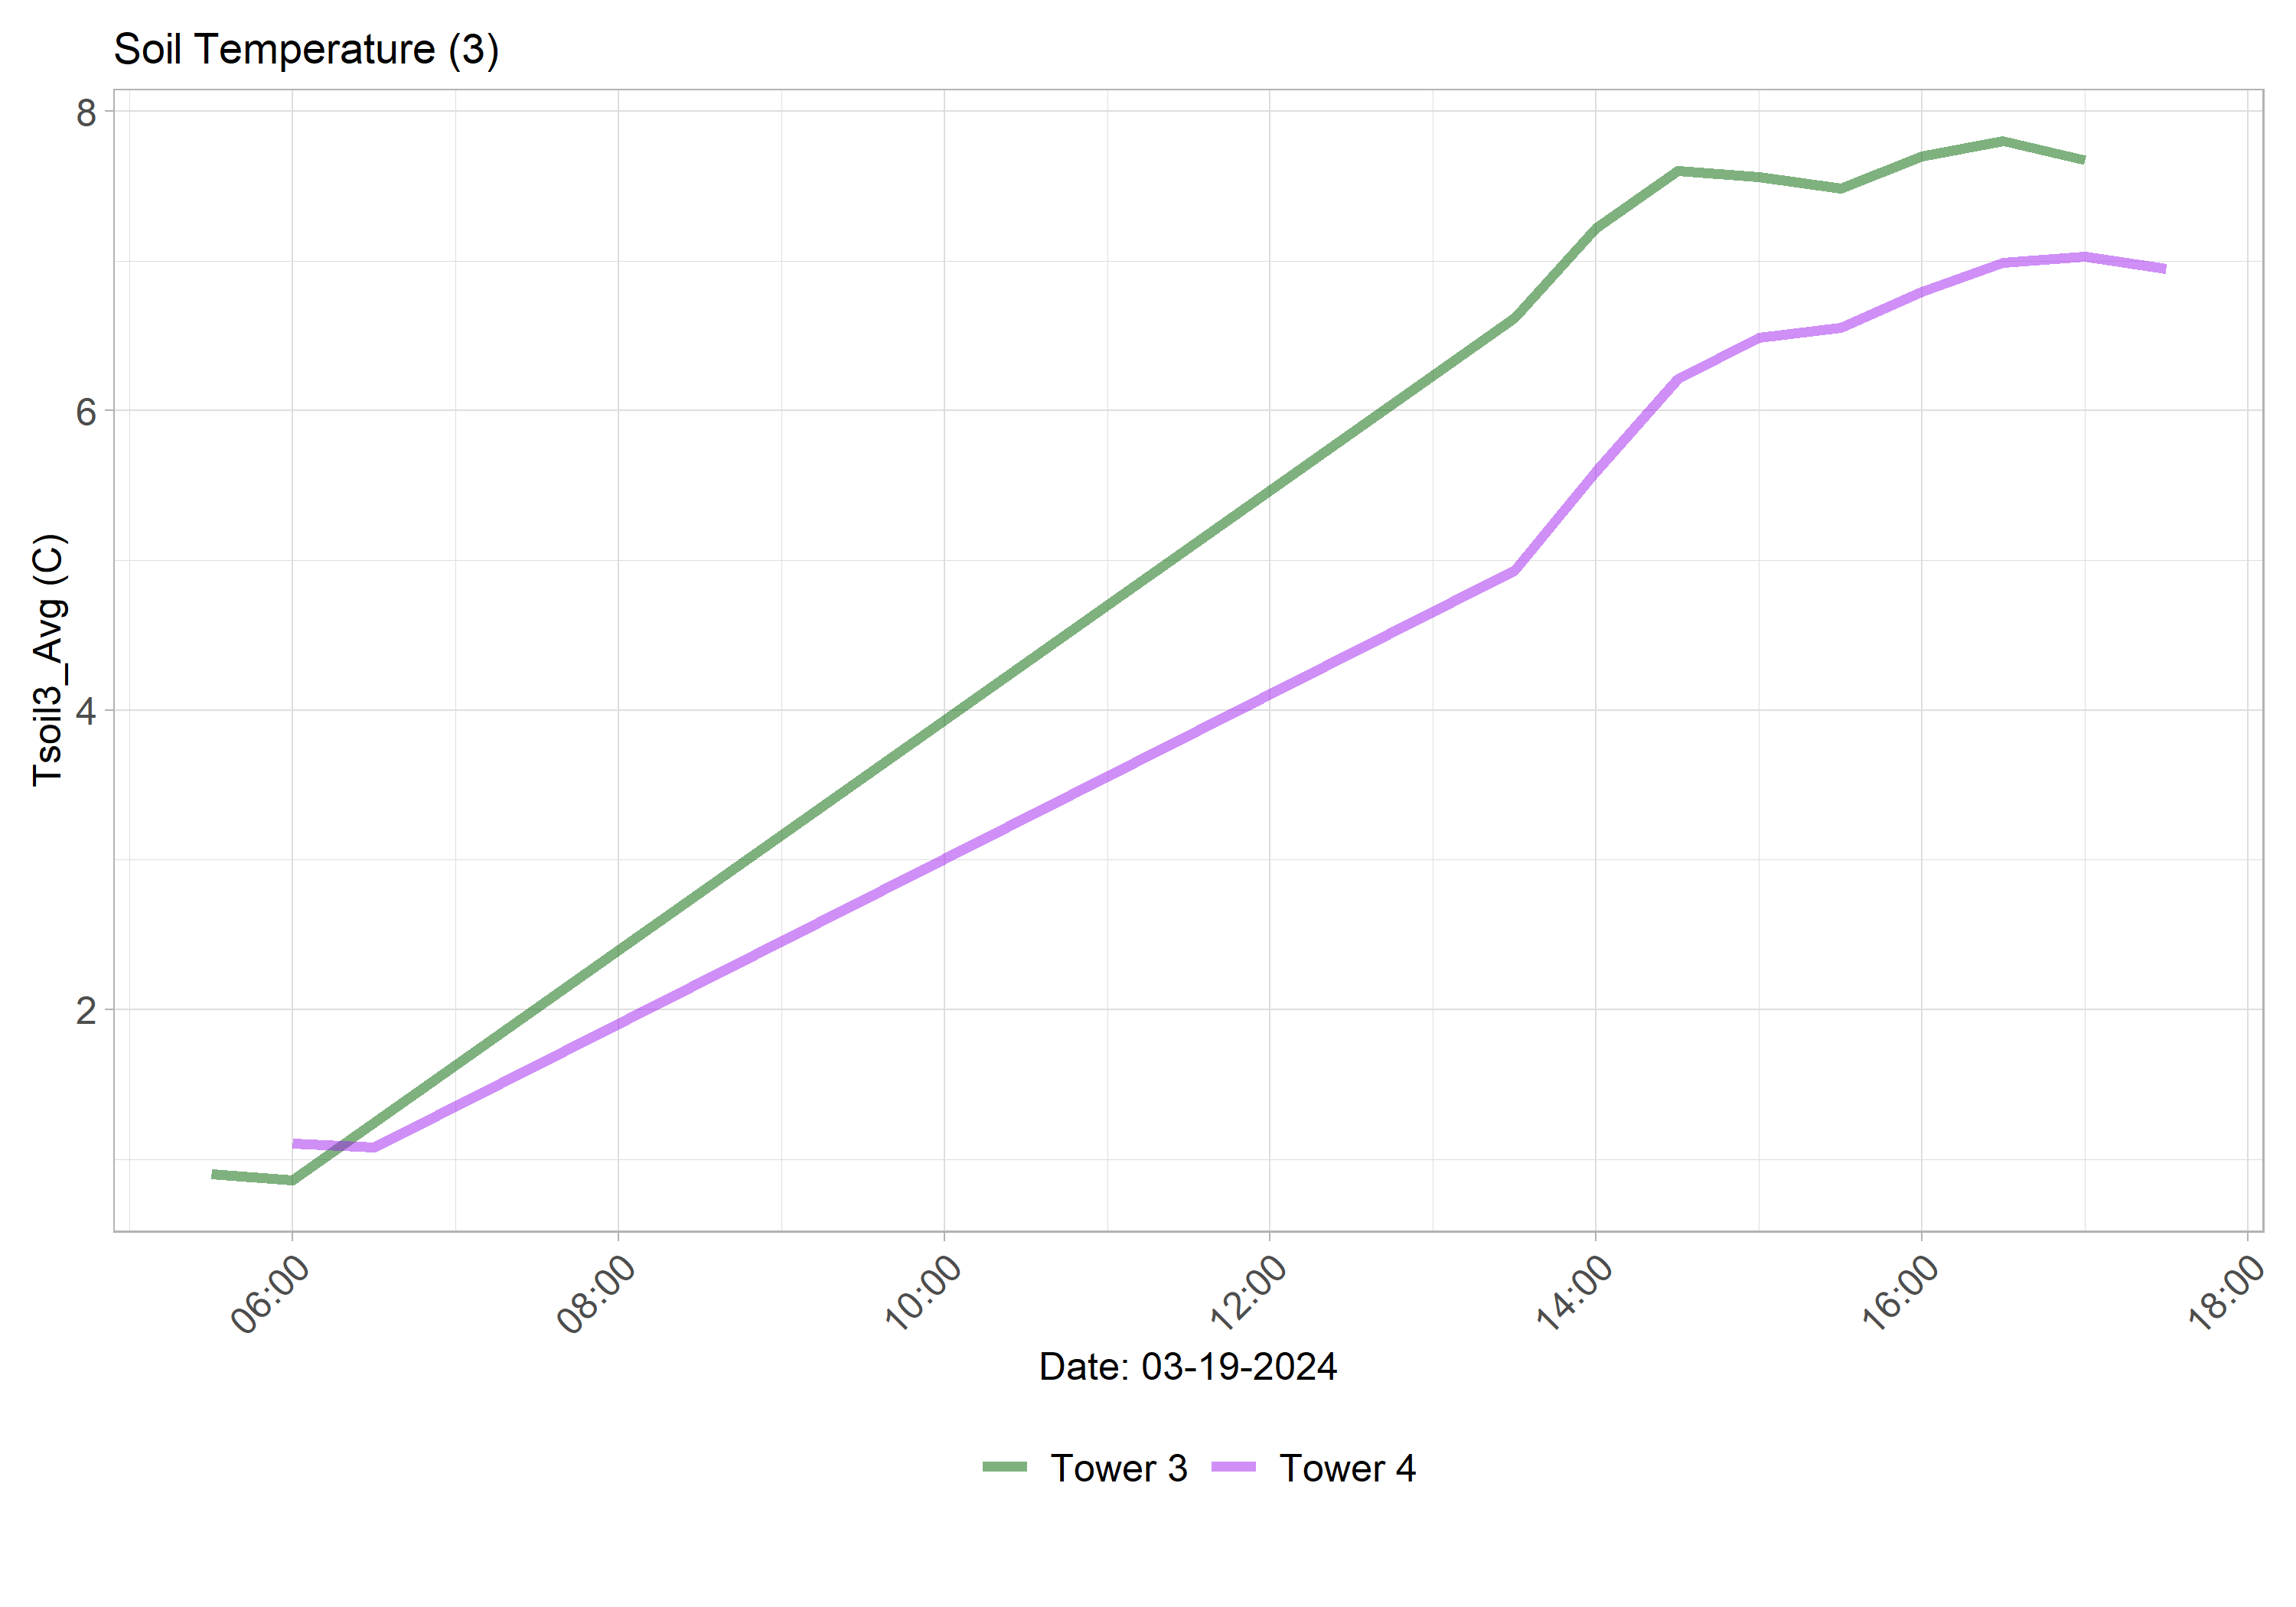 Soil Temperature (3)
8
6
4
2
Tsoil3_Avg (C)
06:00
08:00
10:00
12:00
14:00
16:00
18:00
Date: 03-19-2024
Tower 3
Tower 4